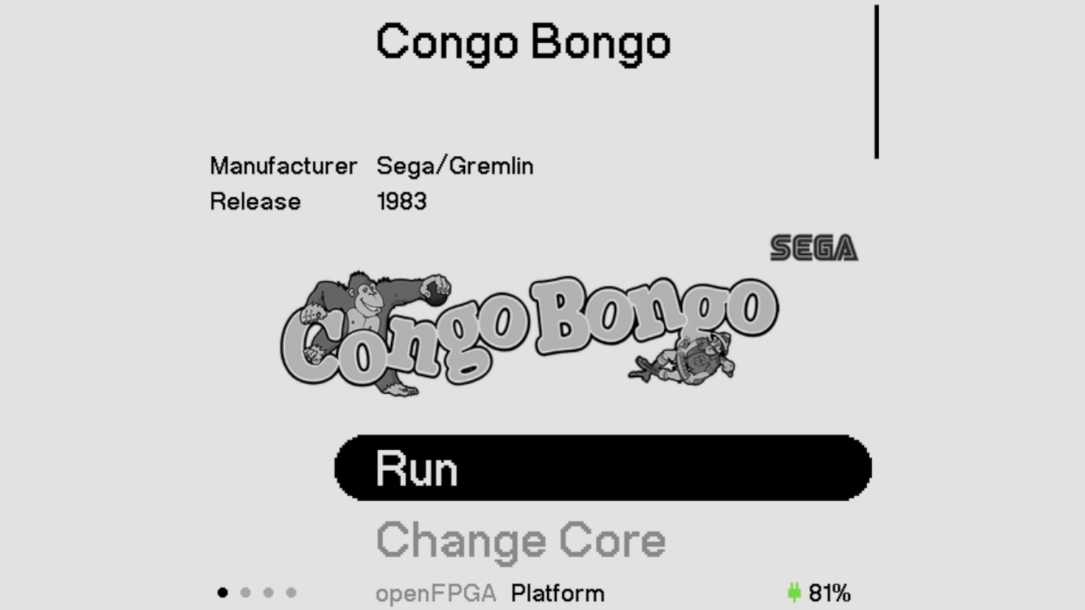 Congo Bongo
Manufacturer Sega/Gremlin
Release 1983
SEGA
Congo Bongo
Run
Change Core
openFPGA Platform 81%